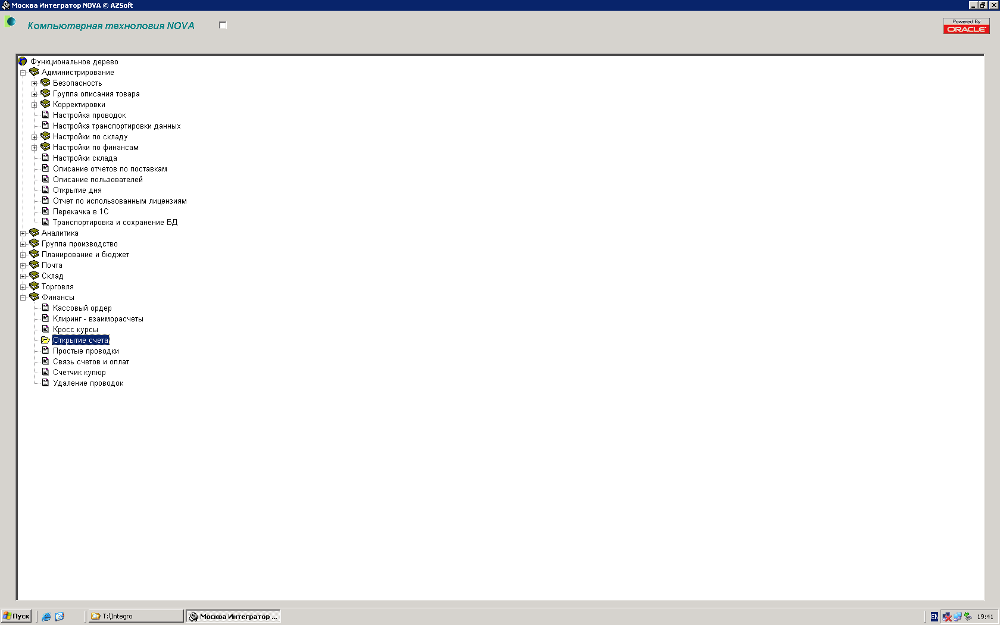 Москва Интегратор NOVA © AZSoft
Компьютерная технология NOVA
Powered By
ORACLE
Функциональное дерево
Администрирование
Безопасность
Группа описания товара
Корректировки
Настройка проводок
Настройка транспортировки данных
Настройки по складу
Настройки по финансам
Настройки склада
Описание отчетов по поставкам
Описание пользователей
Открытие дня
Отчет по использованным лицензиям
Перекачка в 1С
Транспортировка и сохранение БД
Аналитика
Группа производство
Планирование и бюджет
Почта
Склад
Торговля
Финансы
Кассовый ордер
Клиринг - взаиморасчеты
Кросс курсы
Открытие счета
Простые проводки
Связь счетов и оплат
Счетчик купюр
Удаление проводок
Пуск
T:\Integro
Москва Интегратор ...
EN
19:41